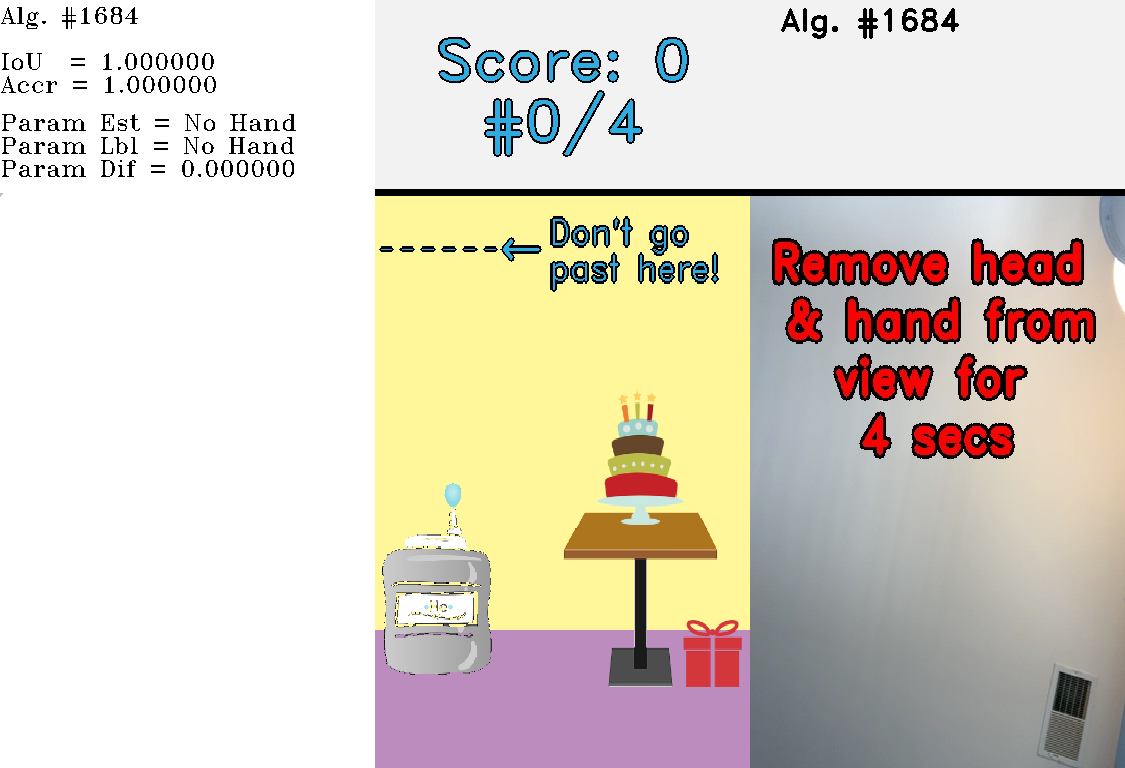 Alg. #1684
IoU = 1.000000
Accr = 1.000000
Param Est = No Hand
Param Lbl = No Hand
Param Dif = 0.000000
Score: 0
#0/4
Alg. #1684
Don't go
past here!
Remove head
& hand from
view for
4 secs